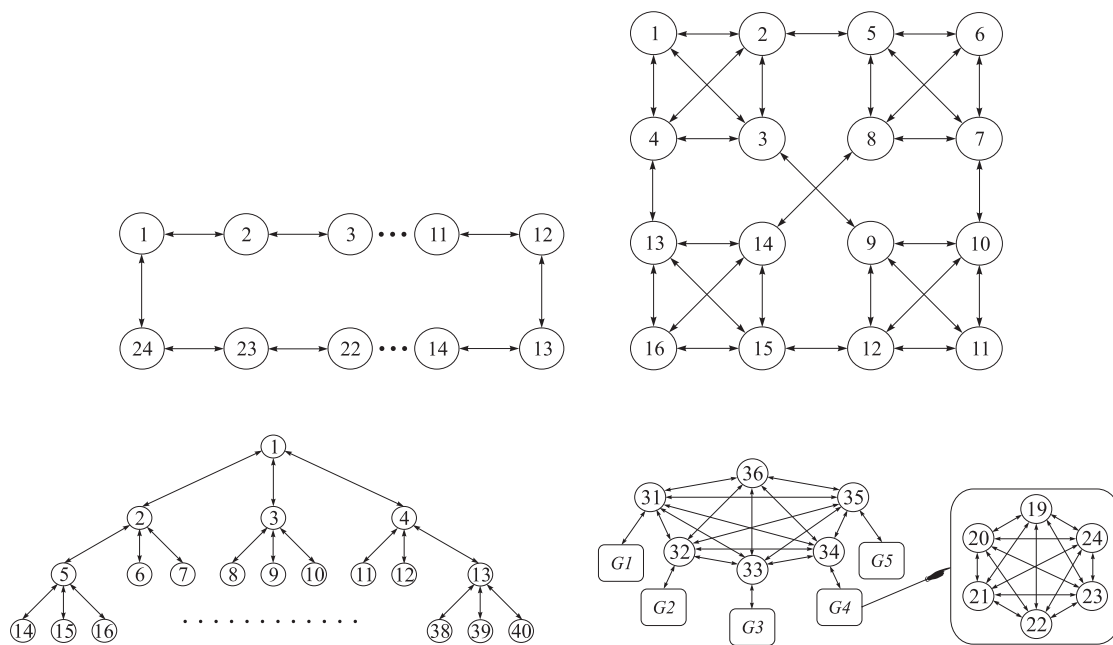 1 2 5 6
4 3 8 7
1 2 3 ••• 11 12
13 14 9 10
24 23 22 ••• 14 13
16 15 12 11
1
36
31 35
2 3 4
19
20 24
G1 32 34 G5
33
5 6 7 8 9 10 11 12 13
21 23
G2 G3 G4
22
14 15 16 . . . . . . . . . . . . 38 39 40